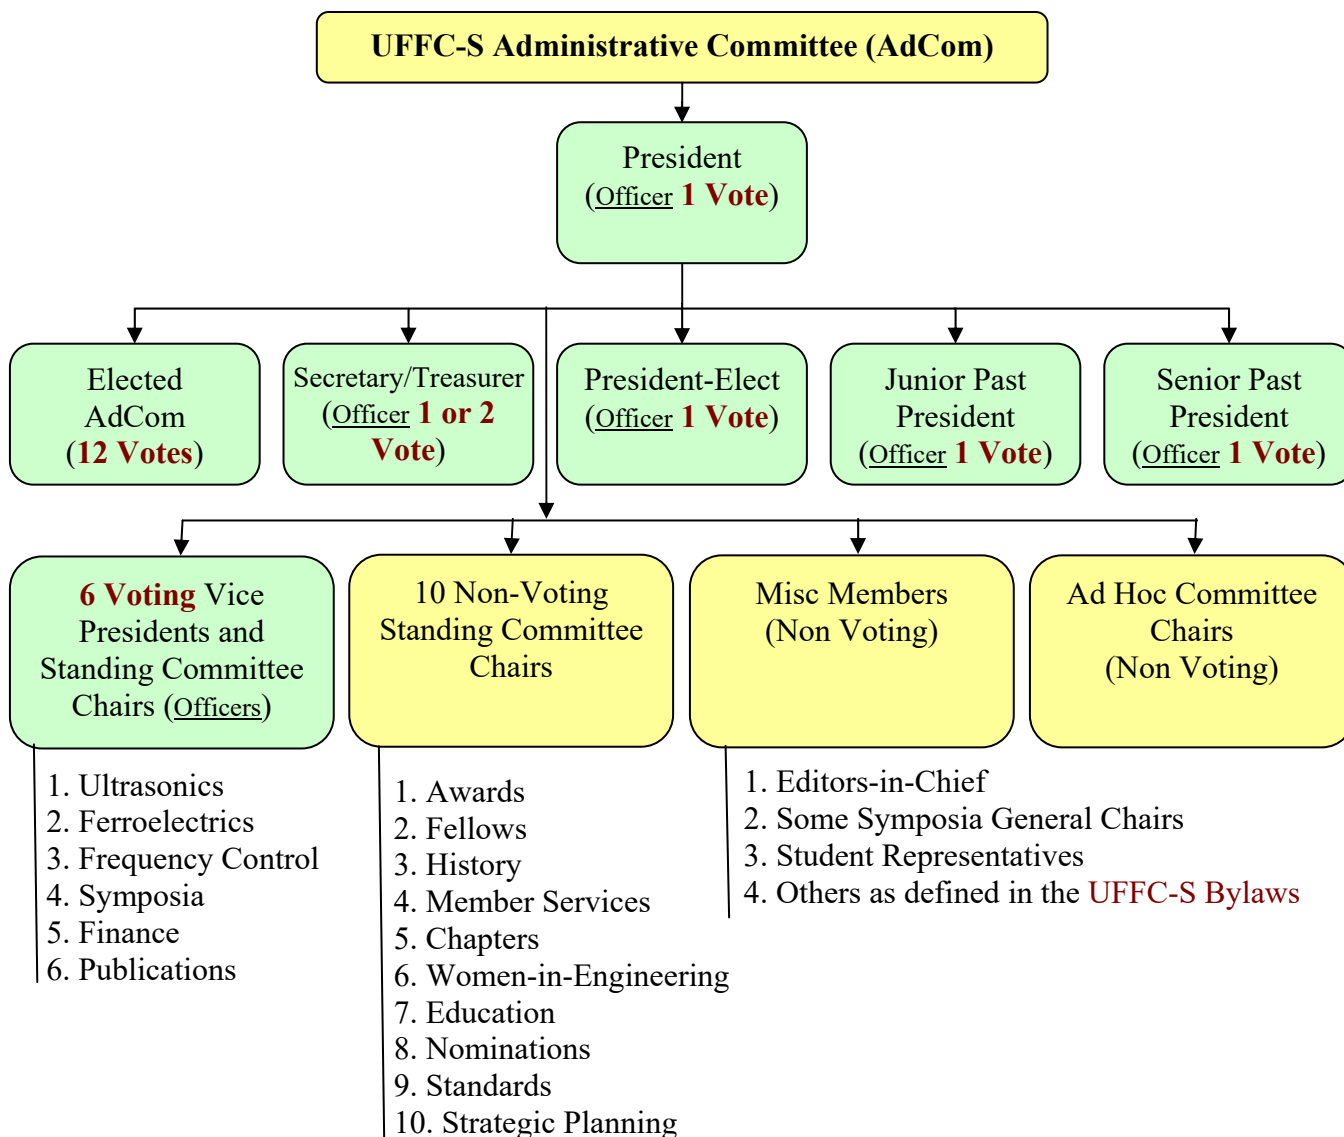 UFFC-S Administrative Committee (AdCom)
President
(Officer 1 Vote)
Elected
AdCom
(12 Votes)
Secretary/Treasurer
(Officer 1 or 2
Vote)
President-Elect
(Officer 1 Vote)
Junior Past
President
(Officer 1 Vote)
Senior Past
President
(Officer 1 Vote)
6 Voting Vice
Presidents and
Standing Committee
Chairs (Officers)
10 Non-Voting
Standing Committee
Chairs
Misc Members
(Non Voting)
Ad Hoc Committee
Chairs
(Non Voting)
1. Ultrasonics
2. Ferroelectrics
3. Frequency Control
4. Symposia
5. Finance
6. Publications
1. Awards
2. Fellows
3. History
4. Member Services
5. Chapters
6. Women-in-Engineering
7. Education
8. Nominations
9. Standards
10. Strategic Planning
1. Editors-in-Chief
2. Some Symposia General Chairs
3. Student Representatives
4. Others as defined in the UFFC-S Bylaws